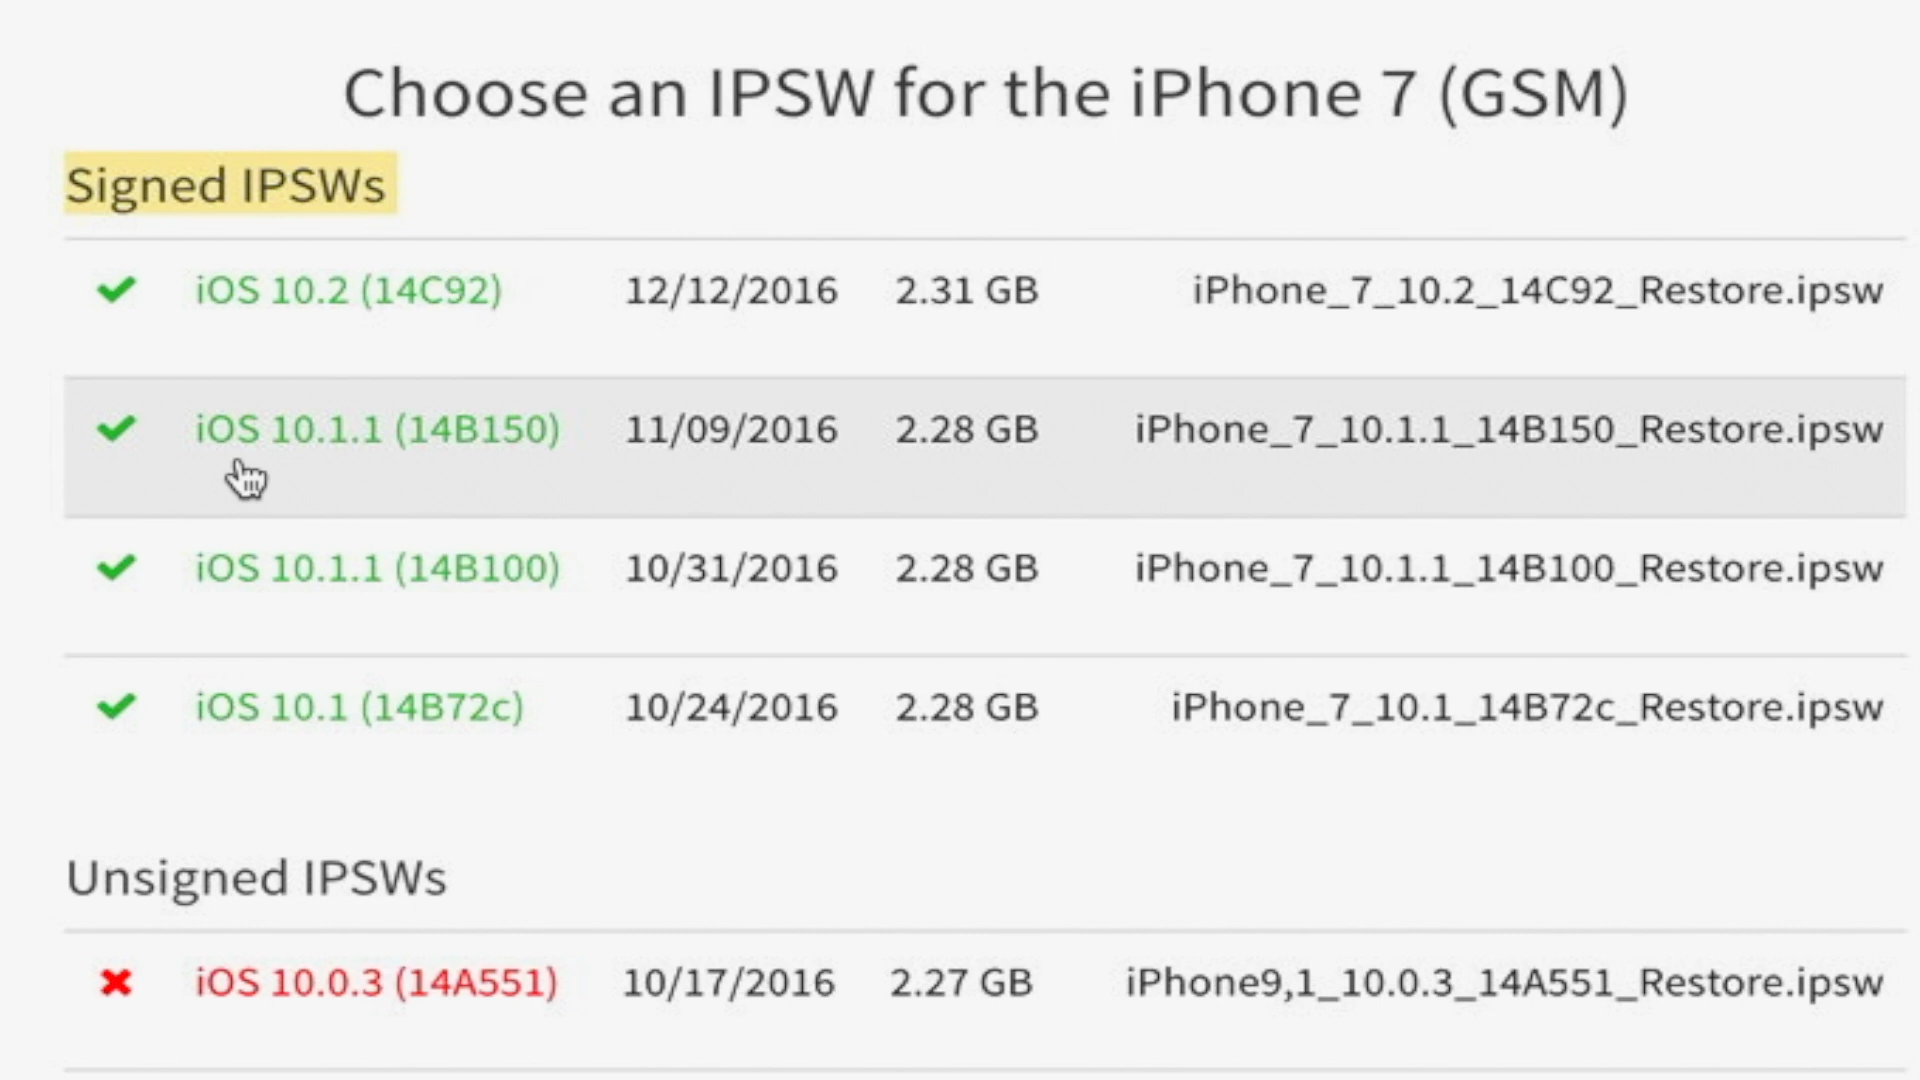 Choose an IPSW for the iPhone 7 (GSM)
Signed IPSWs
iOS 10.2 (14C92) 12/12/2016 2.31 GB iPhone_7_10.2_14C92_Restore.ipsw
iOS 10.1.1 (14B150) 11/09/2016 2.28 GB iPhone_7_10.1.1_14B150_Restore.ipsw
iOS 10.1.1 (14B100) 10/31/2016 2.28 GB iPhone_7_10.1.1_14B100_Restore.ipsw
iOS 10.1 (14B72c) 10/24/2016 2.28 GB iPhone_7_10.1_14B72c_Restore.ipsw
Unsigned IPSWs
iOS 10.0.3 (14A551) 10/17/2016 2.27 GB iPhone9,1_10.0.3_14A551_Restore.ipsw